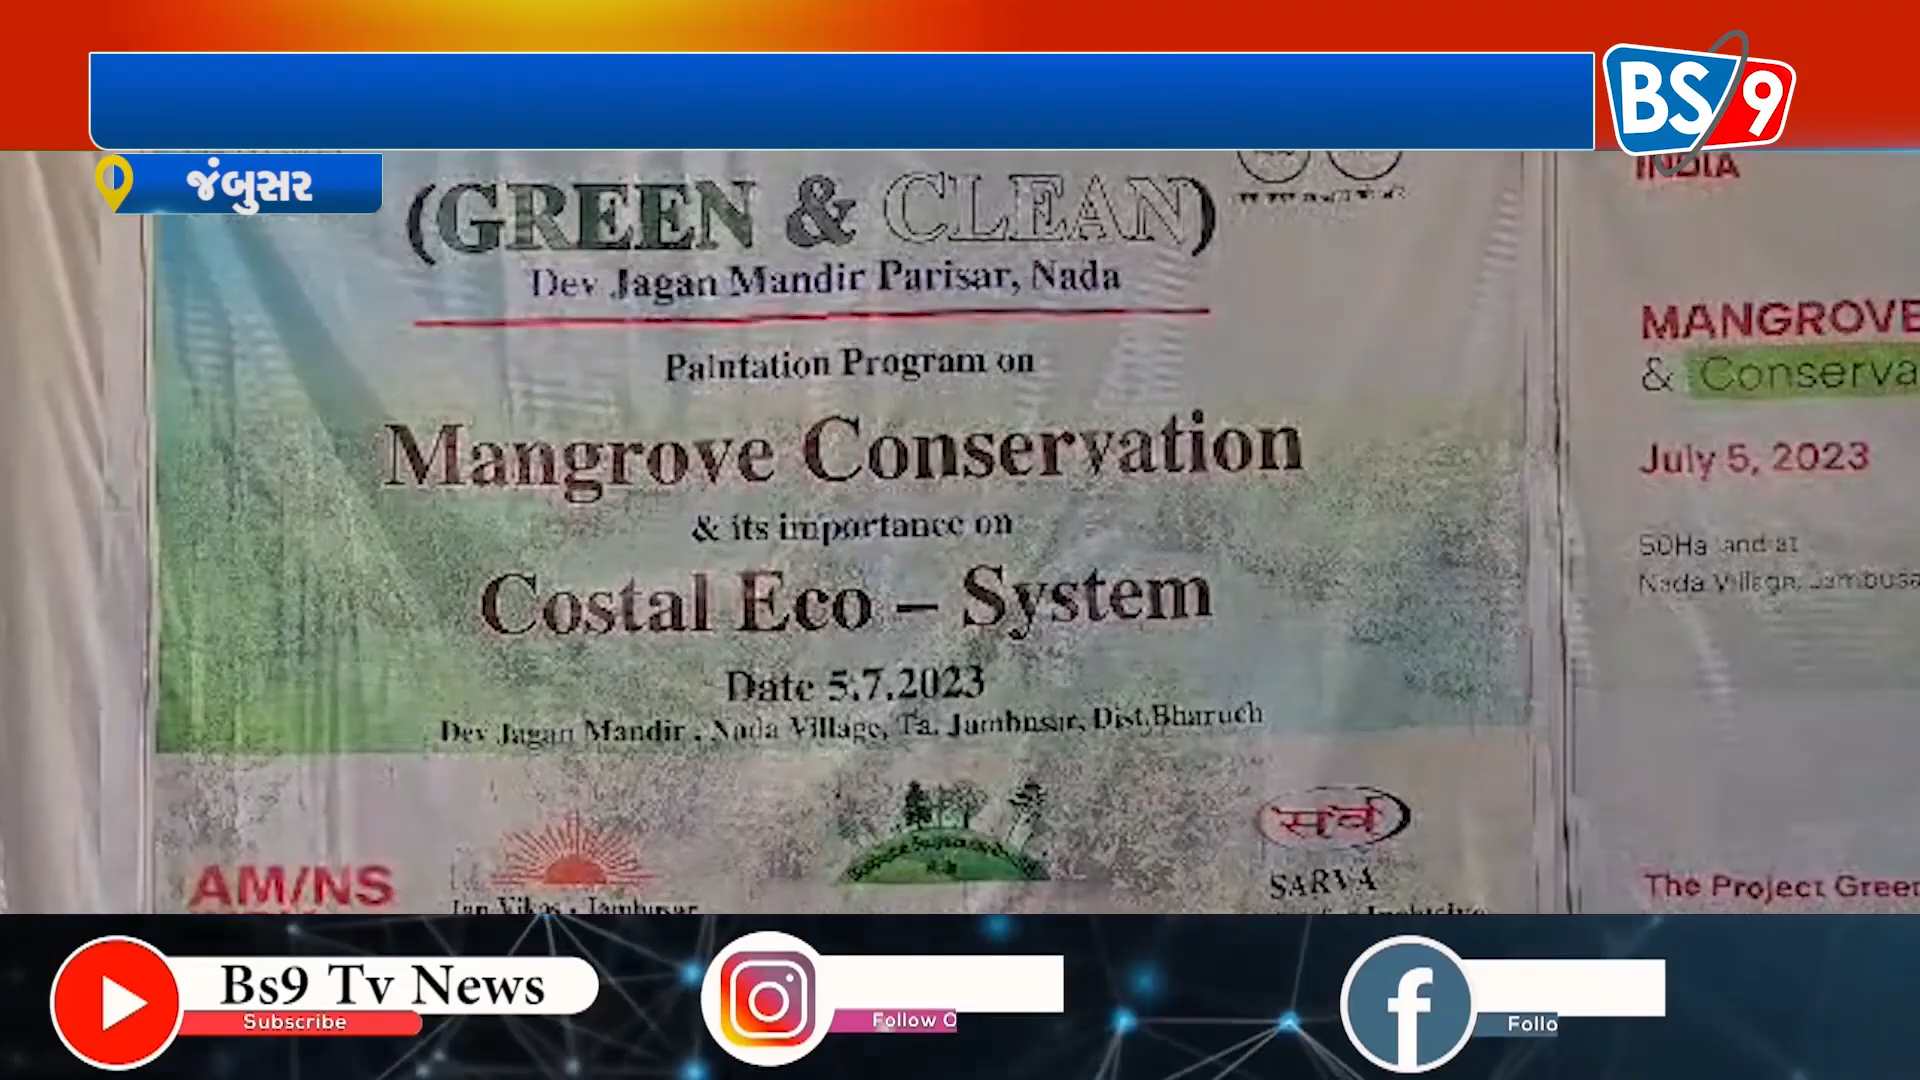 BS9
જંબુસર
INDIA
(GREEN & CLEAN)
Dev Jagan Mandir Parisar, Nada
Palntation Program on
Mangrove Conservation
& its importance on
Costal Eco – System
Date 5.7.2023
Dev Jagan Mandir , Nada Village, Ta. Jambusar, Dist.Bharuch
AM/NS
Jan Vikas - Jambusar
सर्व
SARVA
Inclusive
MANGROVE
& Conserva
July 5, 2023
50Ha land at
Nada Village, Jambusa
The Project Green
Bs9 Tv News
Subscribe
Follow O
Follo